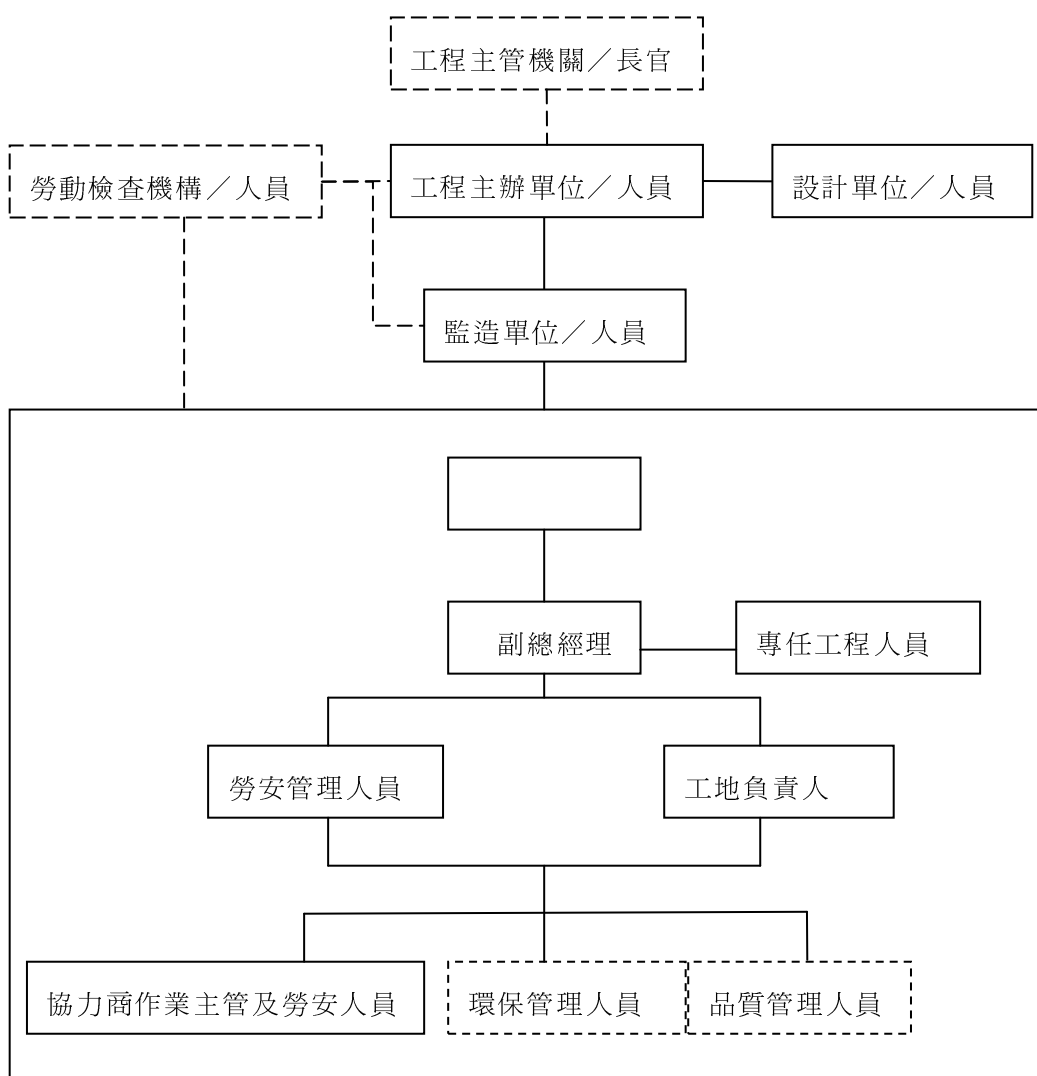 工程主管機關／長官
勞動檢查機構／人員
工程主辦單位／人員
設計單位／人員
監造單位／人員
副總經理
專任工程人員
勞安管理人員
工地負責人
協力商作業主管及勞安人員
環保管理人員
品質管理人員